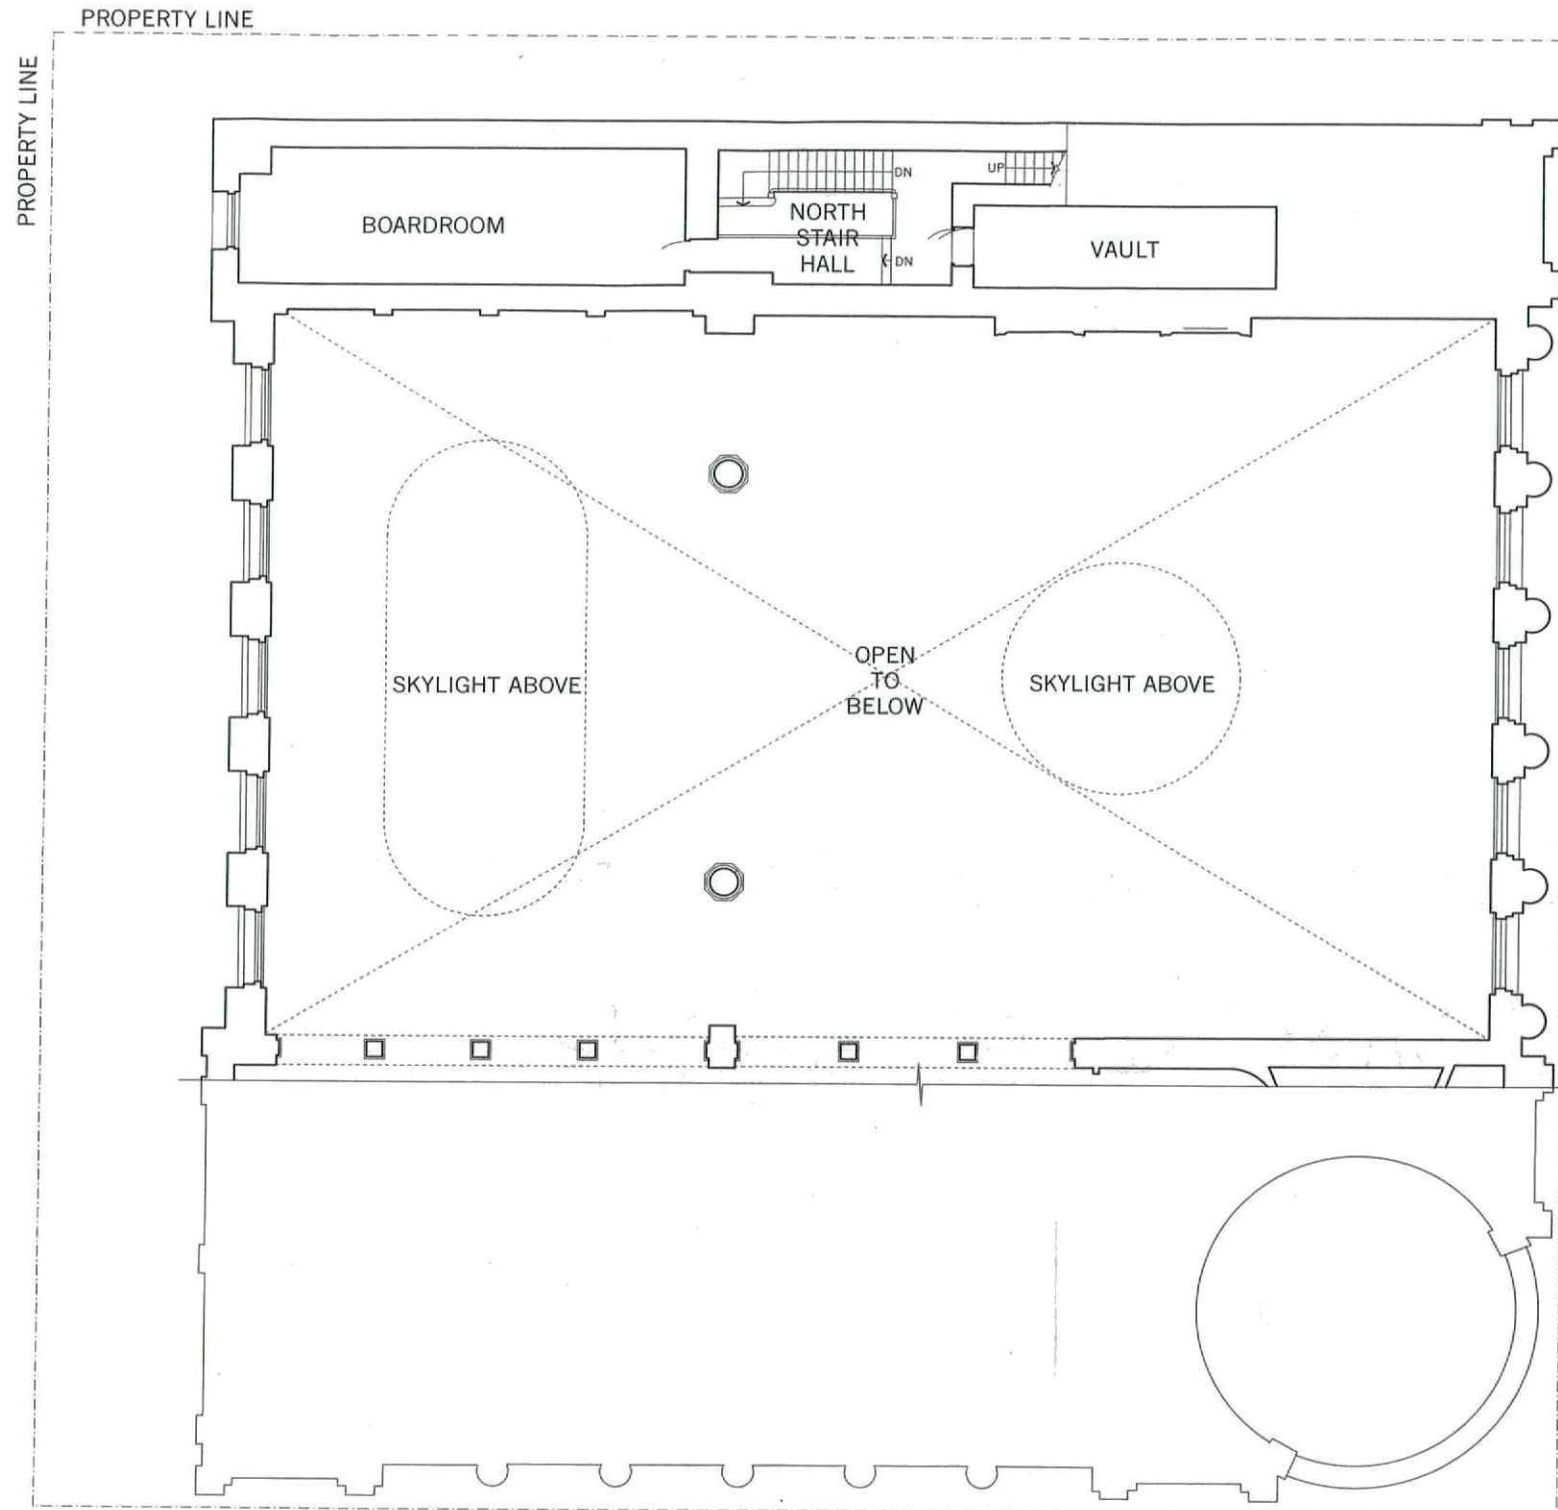 PROPERTY LINE
PROPERTY LINE
BOARDROOM
DN
UP
NORTH
STAIR
HALL
DN
VAULT
SKYLIGHT ABOVE
OPEN
TO
BELOW
SKYLIGHT ABOVE